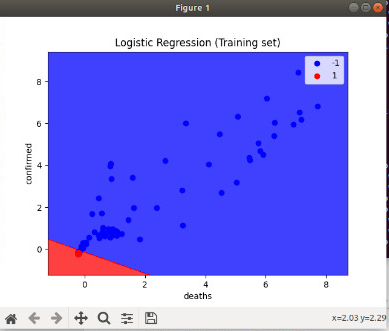 Figure 1
Logistic Regression (Training set)
-1
1
confirmed
8
6
4
2
0
0
2
4
6
8
deaths
x=2.03 y=2.29